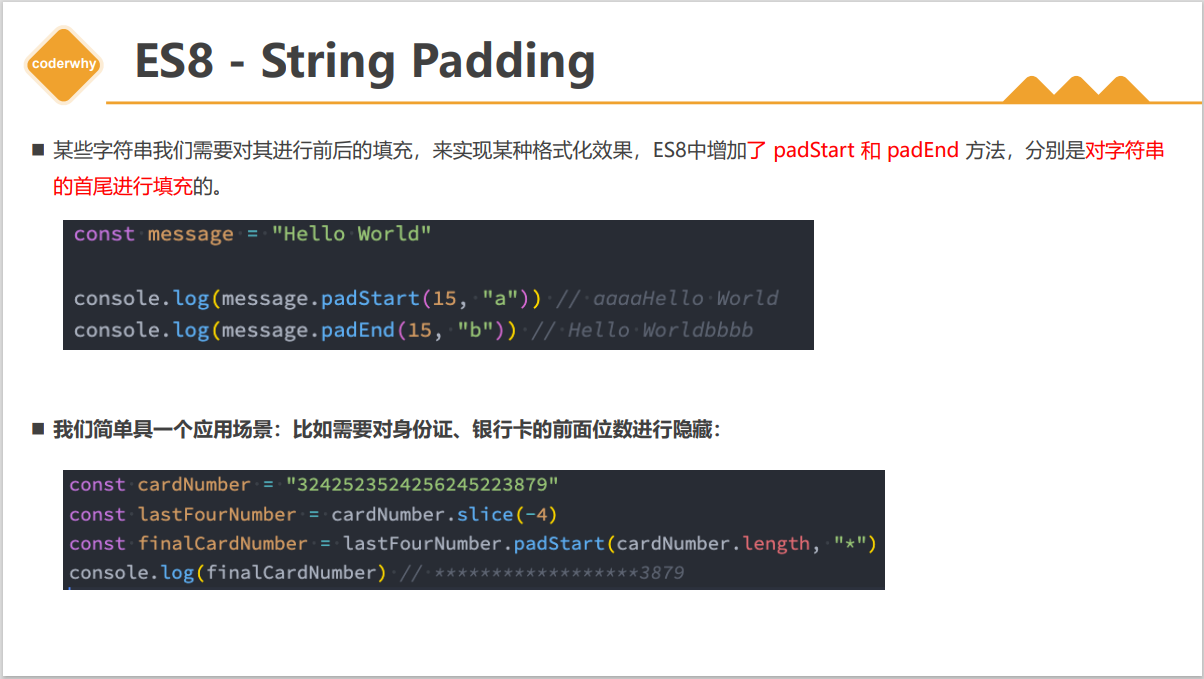 coderwhy
ES8 - String Padding
■ 某些字符串我们需要对其进行前后的填充，来实现某种格式化效果，ES8中增加了 padStart 和 padEnd 方法，分别是对字符串
的首尾进行填充的。
const message = "Hello World"
console.log(message.padStart(15, "a")) // aaaaHello World
console.log(message.padEnd(15, "b")) // Hello Worldbbbb
■ 我们简单具一个应用场景：比如需要对身份证、银行卡的前面位数进行隐藏：
const cardNumber = "3242523524256245223879"
const lastFourNumber = cardNumber.slice(-4)
const finalCardNumber = lastFourNumber.padStart(cardNumber.length, "*")
console.log(finalCardNumber) // ******************3879